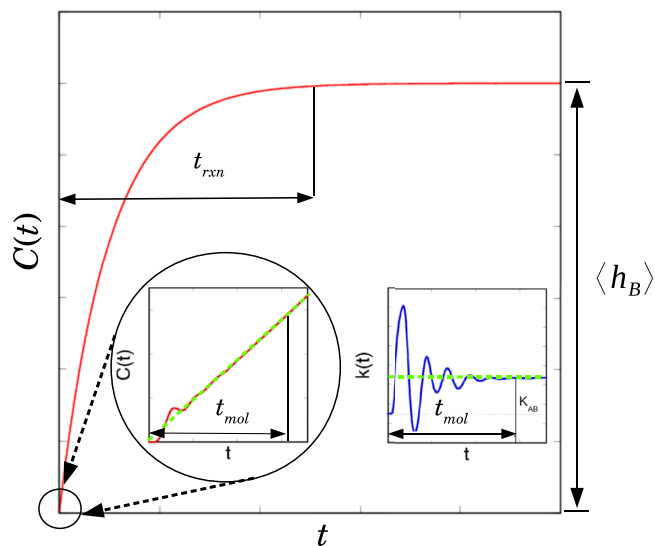 C(t)
t_rxn
⟨h_B⟩
C(t)
t_mol
t
k(t)
t_mol
K_AB
t
t